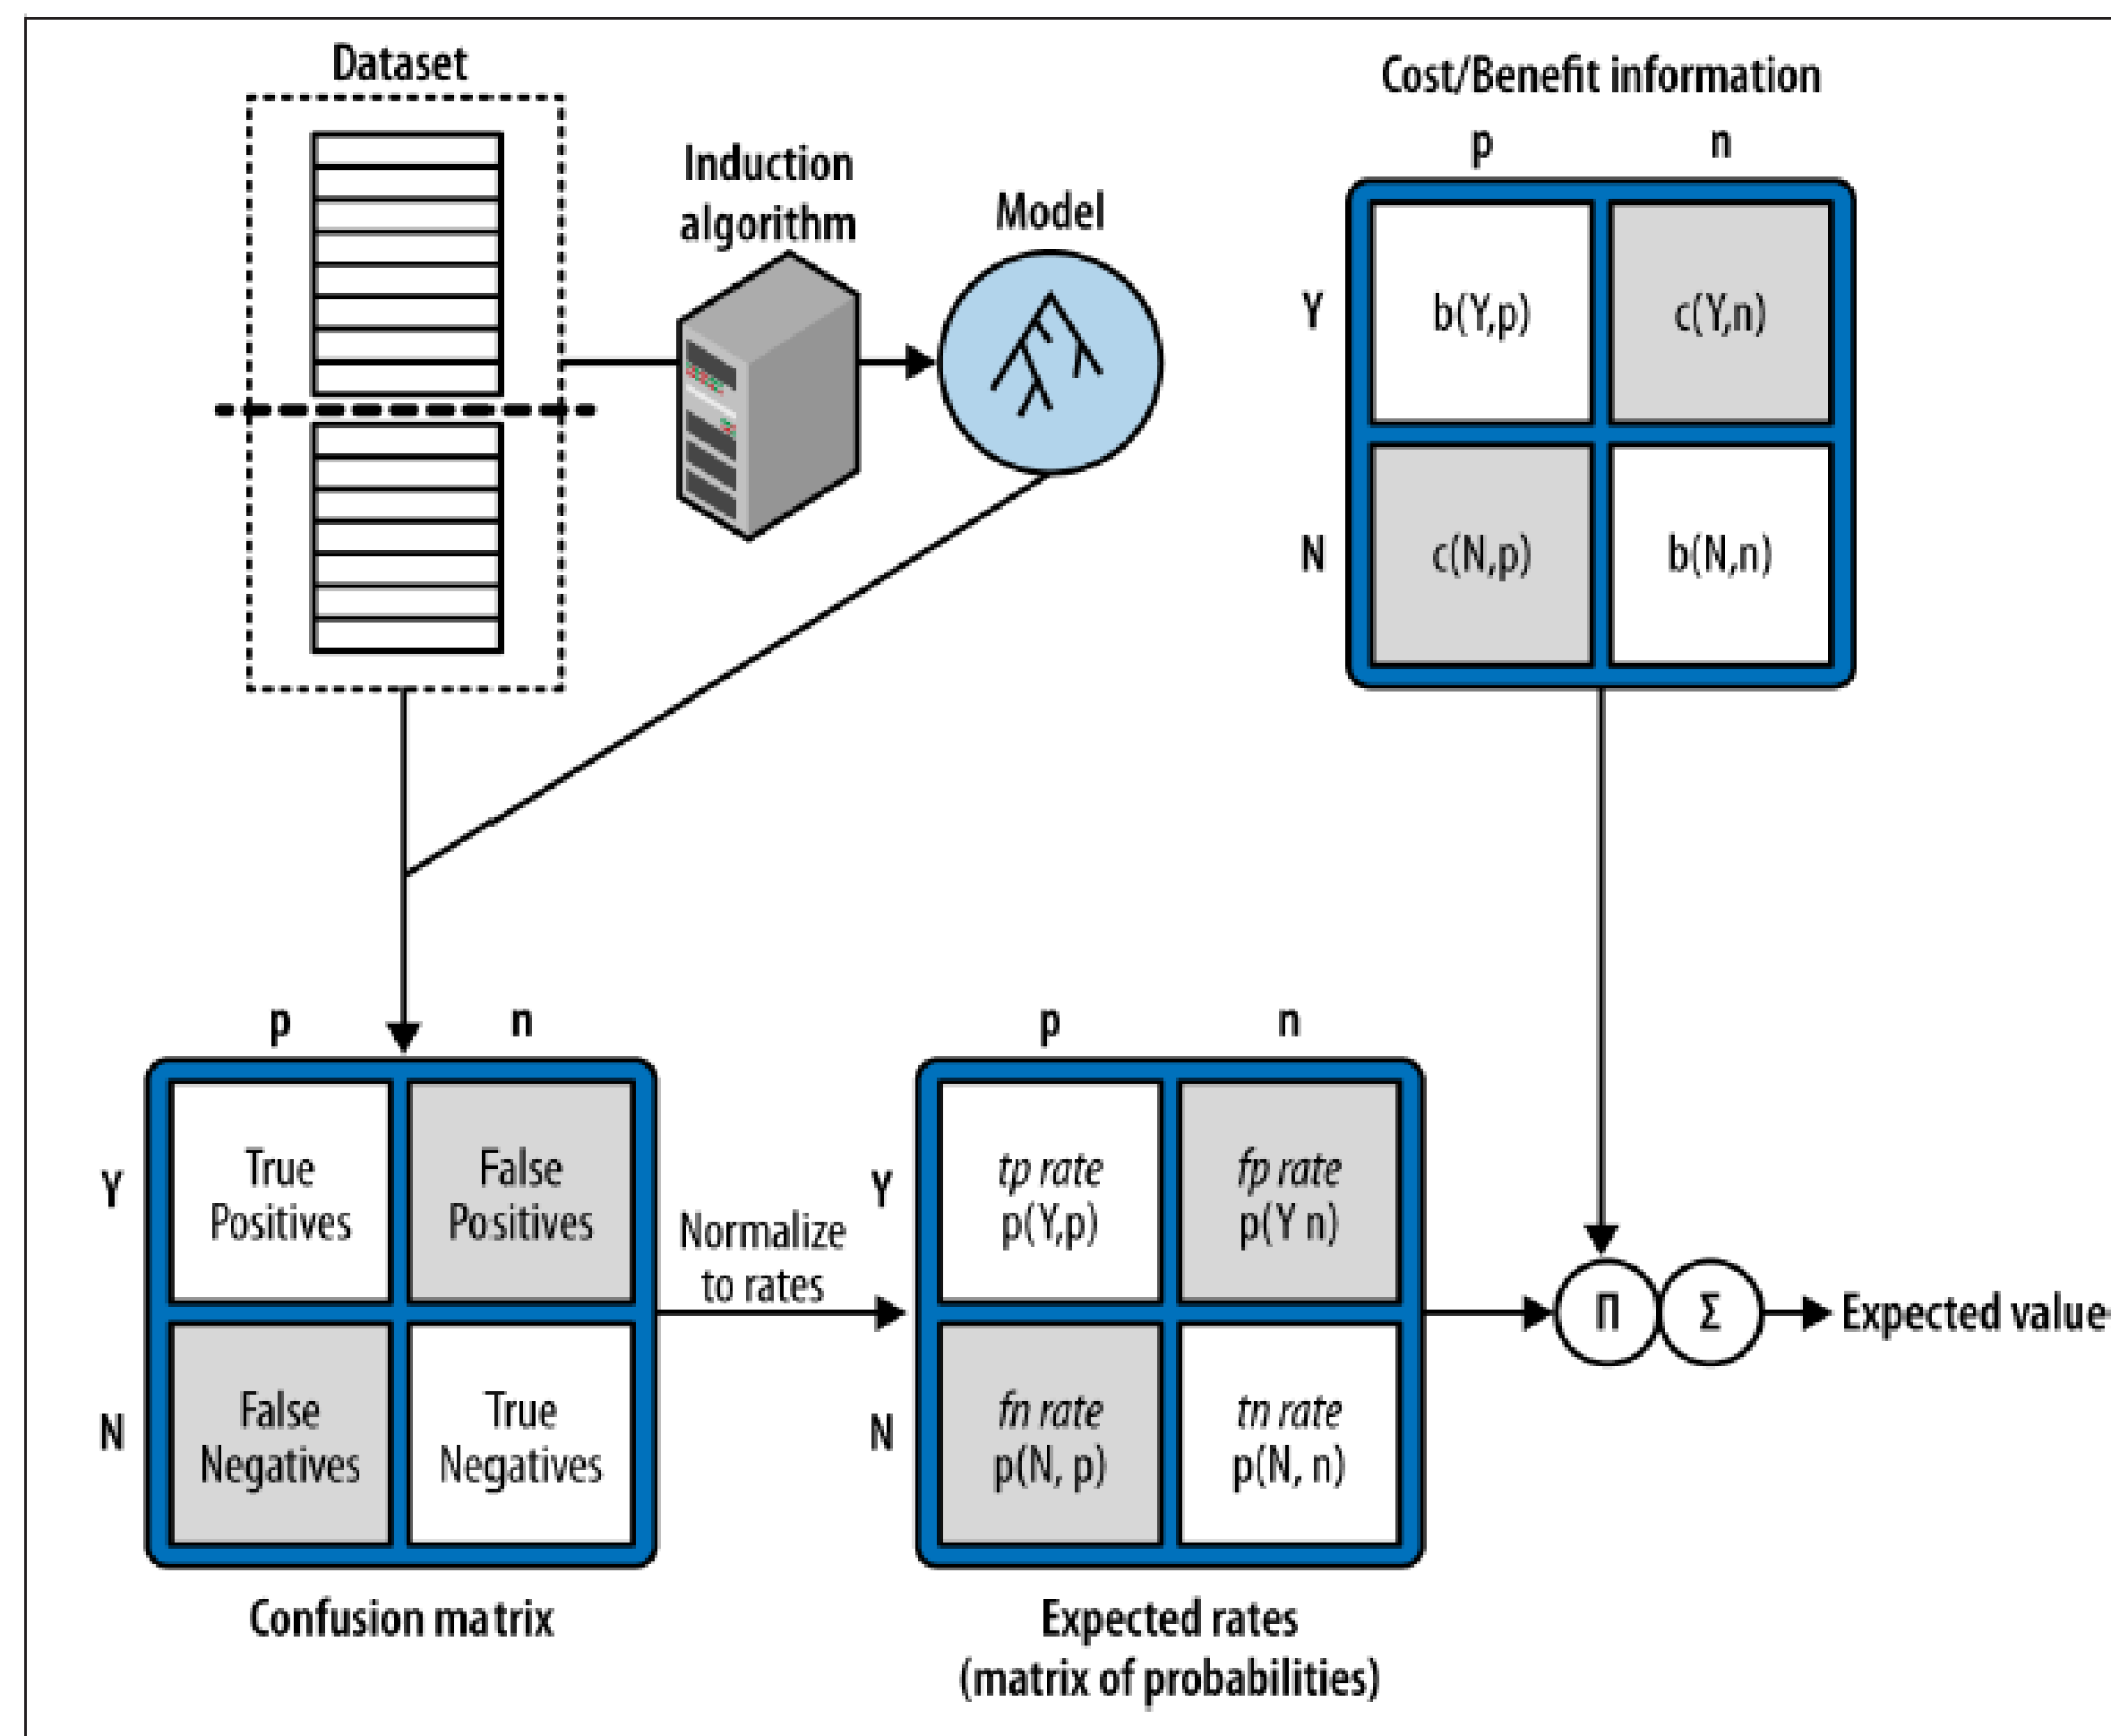 Dataset
Induction
algorithm
Model
Cost/Benefit information
p n
Y b(Y,p) c(Y,n)
N c(N,p) b(N,n)
p n
Y
True
Positives
False
Positives
N
False
Negatives
True
Negatives
Confusion matrix
Normalize
to rates
p n
Y
tp rate
p(Y,p)
fp rate
p(Y n)
N
fn rate
p(N, p)
tn rate
p(N, n)
Expected rates
(matrix of probabilities)
Π Σ Expected value